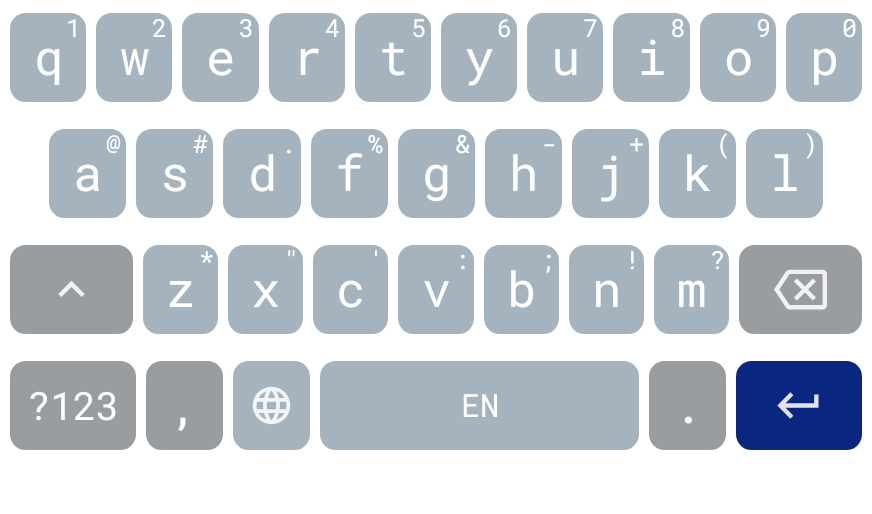 q1 w2 e3 r4 t5 y6 u7 i8 o9 p0
a@ s# d. f% g& h- j+ k( l)
z* x" c' v: b; n! m?
?123 , EN .